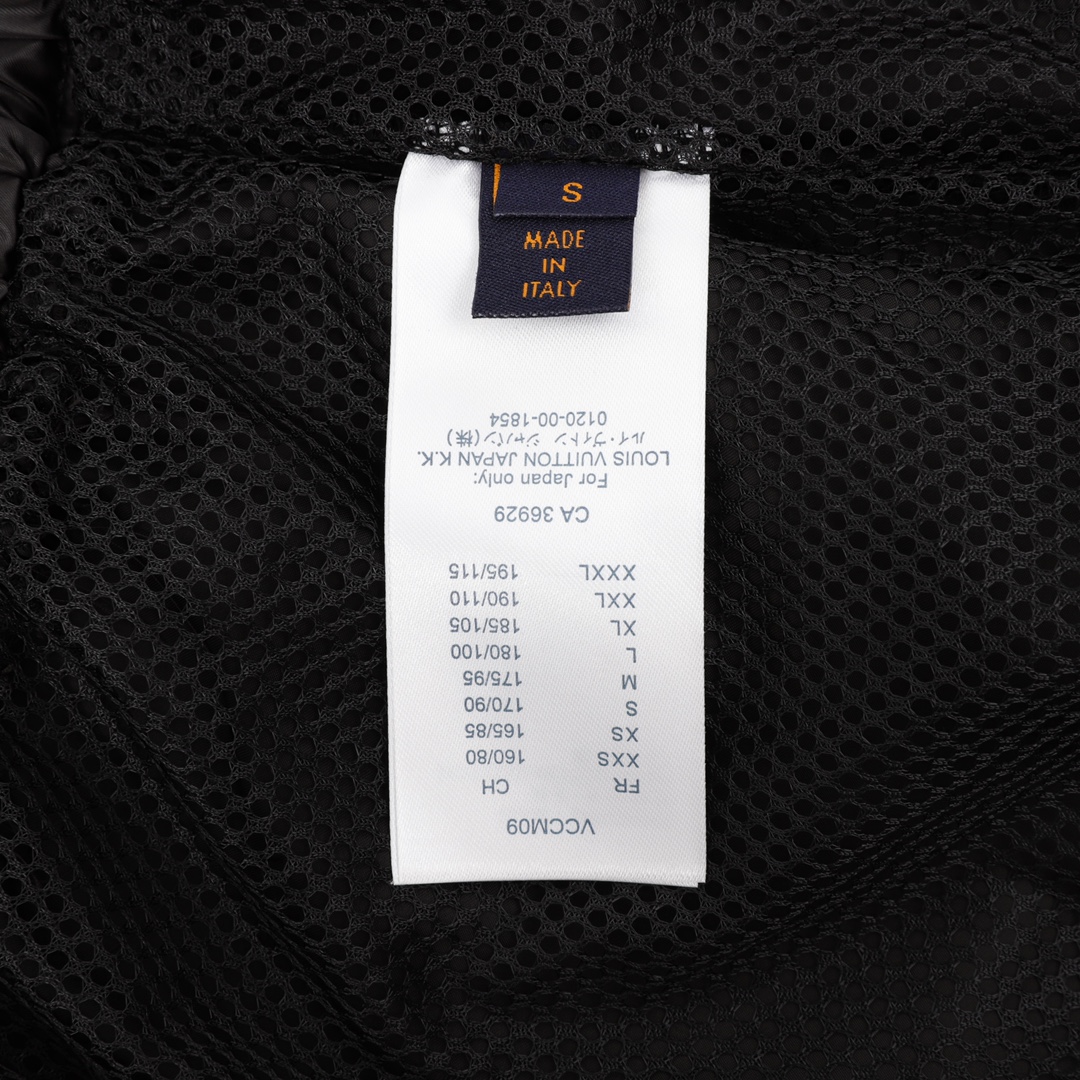 S
MADE
IN
ITALY
VCCM09
FR CH
XXS 160/80
XS 165/85
S 170/90
M 175/95
L 180/100
XL 185/105
XXL 190/110
XXXL 195/115
CA 36929
For Japan only:
LOUIS VUITTON JAPAN K.K.
ルイ・ヴィトン ジャパン(株)
0120-00-1854